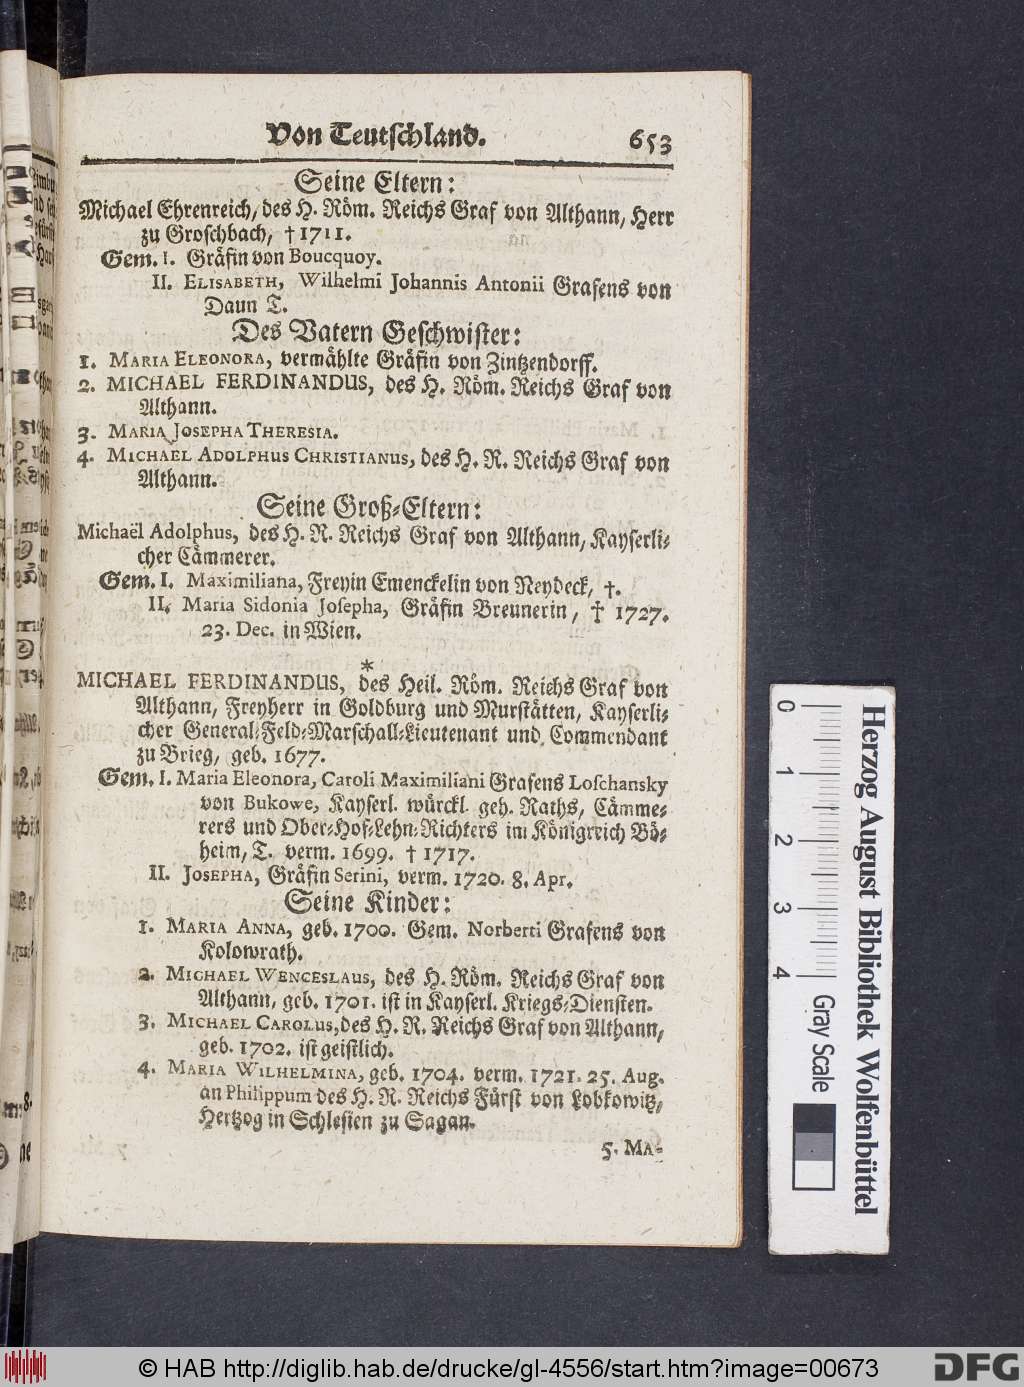 Von Teutschland. 653
Seine Eltern:
Michael Ehrenreich, des H. Röm. Reichs Graf von Althann, Herr
zu Groschbach, † 1711.
Gem. I. Gräfin von Boucquoy.
II. ELISABETH, Wilhelmi Johannis Antonii Grafens von
Daun T.
Des Vatern Geschwister:
1. MARIA ELEONORA, vermählte Gräfin von Zintzendorff.
2. MICHAEL FERDINANDUS, des H. Röm. Reichs Graf von
Althann.
3. MARIA JOSEPHA THERESIA.
4. MICHAEL ADOLPHUS CHRISTIANUS, des H. R. Reichs Graf von
Althann.
Seine Groß-Eltern:
Michaël Adolphus, des H. R. Reichs Graf von Althann, Kayserli-
cher Cämmerer.
Gem. I. Maximiliana, Freyin Emenckelin von Neydeck, †.
II. Maria Sidonia Josepha, Gräfin Breunerin, † 1727.
23. Dec. in Wien.
*
MICHAEL FERDINANDUS, des Heil. Röm. Reichs Graf von
Althann, Freyherr in Goldburg und Murstätten, Kayserli-
cher General-Feld-Marschall-Lieutenant und Commendant
zu Brieg, geb. 1677.
Gem. I. Maria Eleonora, Caroli Maximiliani Grafens Loschansky
von Bukowe, Kayserl. würckl. geh. Raths, Cämme-
rers und Ober-Hof-Lehn-Richters im Königreich Bö-
heim, T. verm. 1699. † 1717.
II. JOSEPHA, Gräfin Serini, verm. 1720. 8. Apr.
Seine Kinder:
1. MARIA ANNA, geb. 1700. Gem. Norberti Grafens von
Kolowrath.
2. MICHAEL WENCESLAUS, des H. Röm. Reichs Graf von
Althann, geb. 1701. ist in Kayserl. Kriegs-Diensten.
3. MICHAEL CAROLUS, des H. R. Reichs Graf von Althann,
geb. 1702. ist geistlich.
4. MARIA WILHELMINA, geb. 1704. verm. 1721. 25. Aug.
an Philippum des H. R. Reichs Fürst von Lobkowitz,
Hertzog in Schlesien zu Sagan.
5. MA-
0 1 2 3 4 Gray Scale
Herzog August Bibliothek Wolfenbüttel
© HAB http://diglib.hab.de/drucke/gl-4556/start.htm?image=00673
DFG